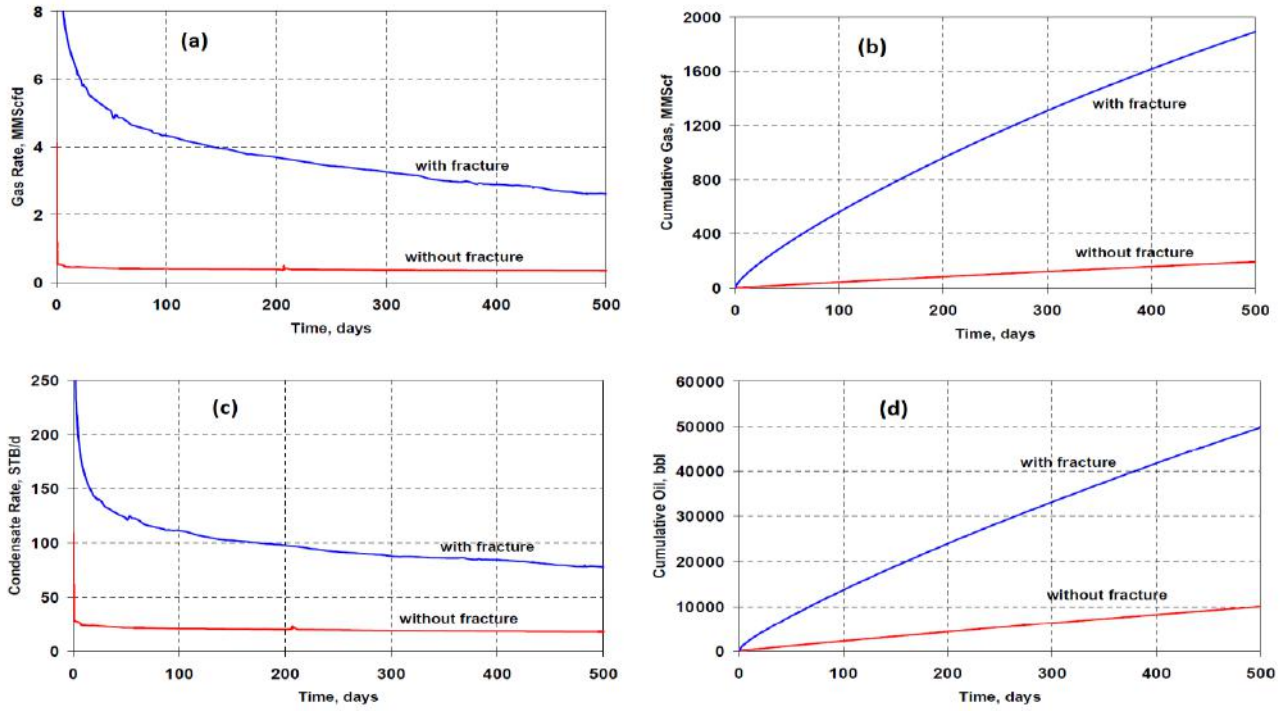 (a)
Gas Rate, MMScfd
8
6
4
2
0
with fracture
without fracture
0 100 200 300 400 500
Time, days
(b)
Cumulative Gas, MMScf
2000
1600
1200
800
400
0
with fracture
without fracture
0 100 200 300 400 500
Time, days
(c)
Condensate Rate, STB/d
250
200
150
100
50
0
with fracture
without fracture
0 100 200 300 400 500
Time, days
(d)
Cumulative Oil, bbl
60000
50000
40000
30000
20000
10000
0
with fracture
without fracture
0 100 200 300 400 500
Time, days